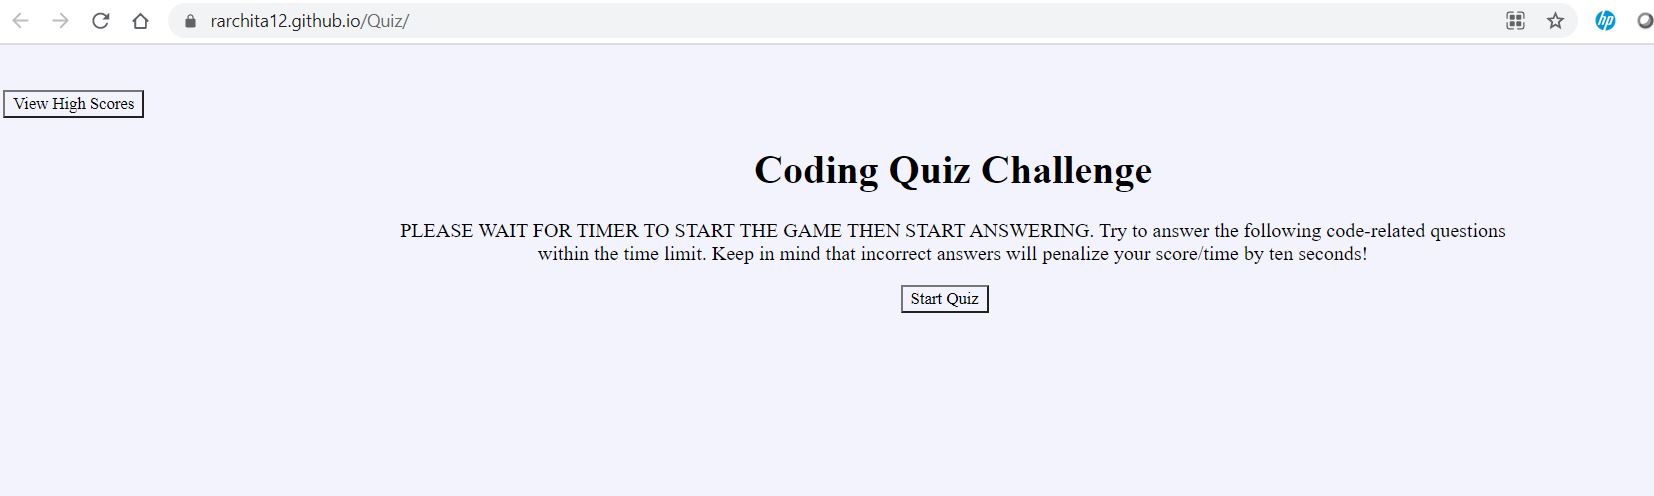 rarchita12.github.io/Quiz/
hp
View High Scores
Coding Quiz Challenge
PLEASE WAIT FOR TIMER TO START THE GAME THEN START ANSWERING. Try to answer the following code-related questions
within the time limit. Keep in mind that incorrect answers will penalize your score/time by ten seconds!
Start Quiz